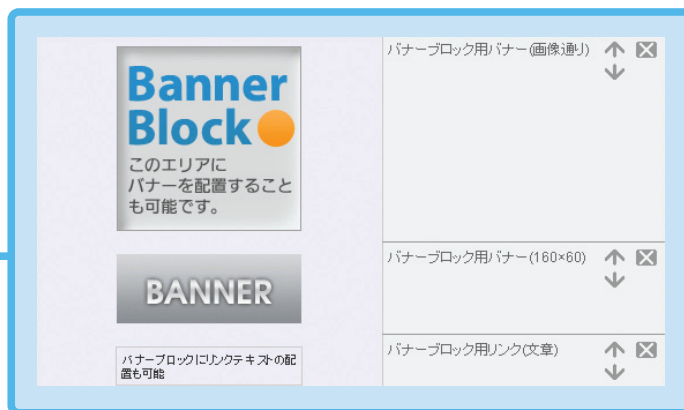 Banner
Block
このエリアに
バナーを配置すること
も可能です。
バナーブロック用バナー(画像通り)
BANNER
バナーブロック用バナー(160×60)
バナーブロックにリンクテキストの配
置も可能
バナーブロック用リンク(文章)